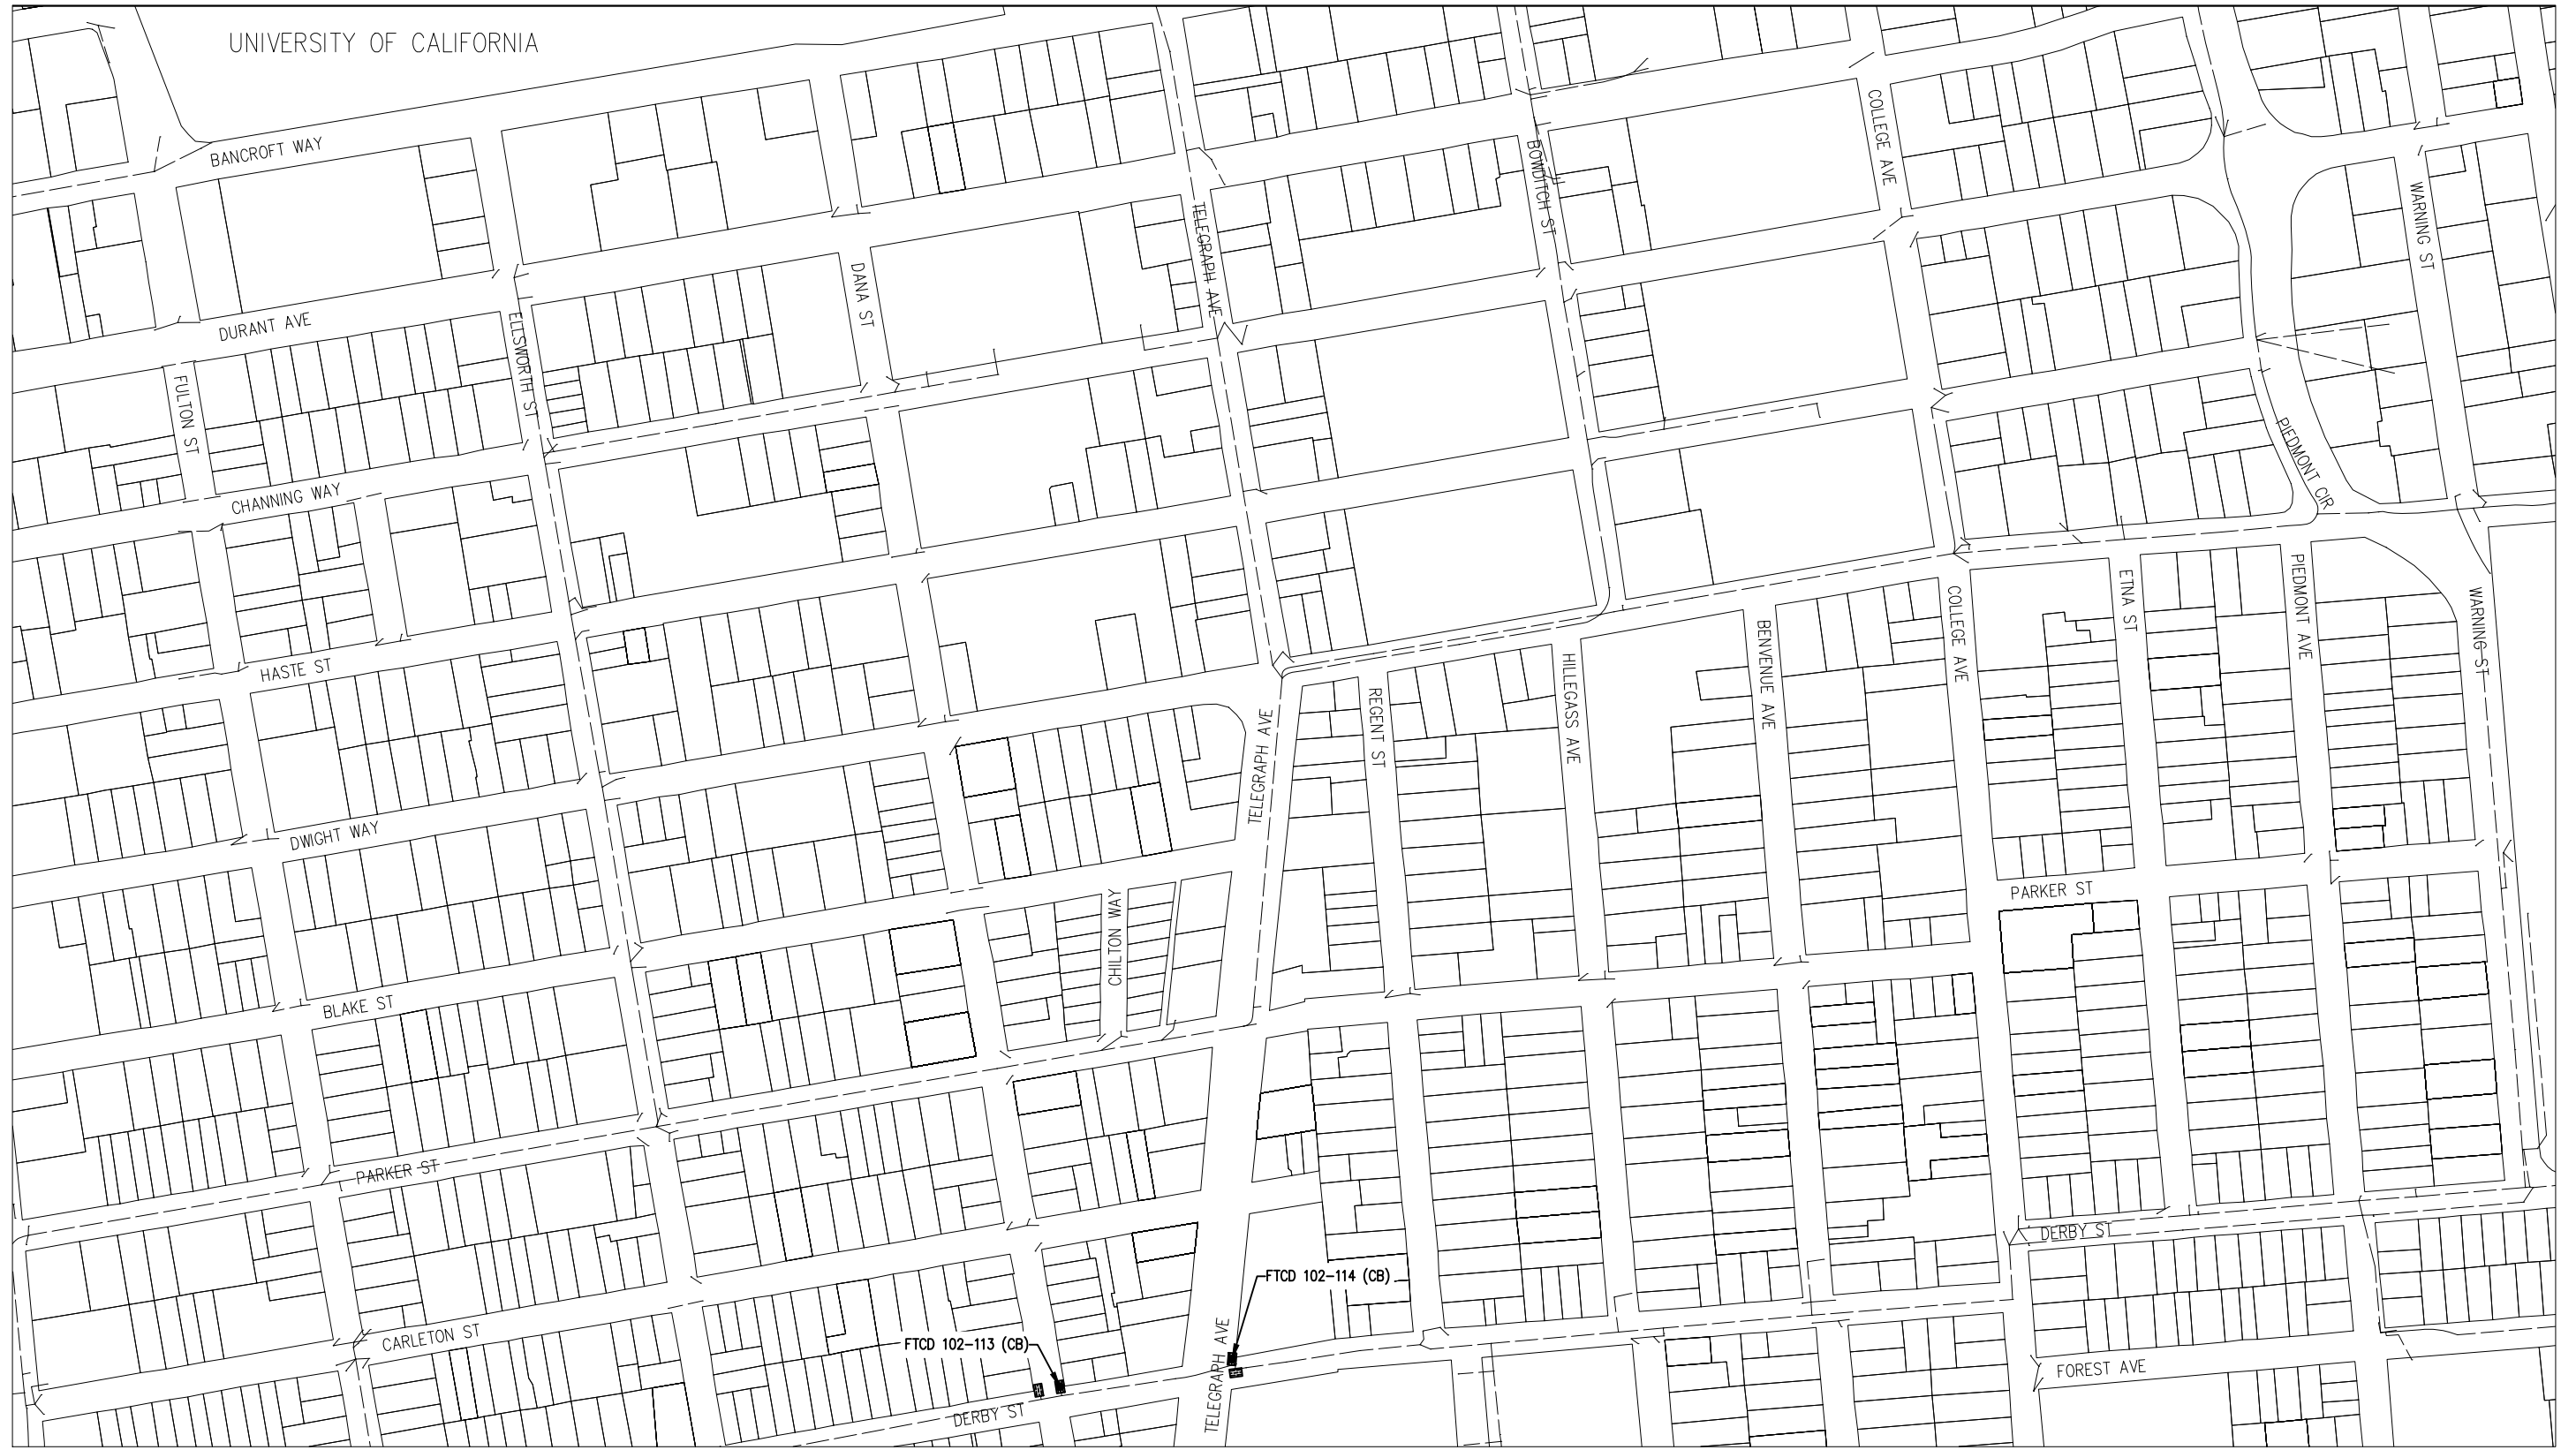 UNIVERSITY OF CALIFORNIA
BANCROFT WAY
COLLEGE AVE
BOWDITCH ST
WARNING ST
TELEGRAPH AVE
DANA ST
DURANT AVE
ELLSWORTH ST
FULTON ST
PIEDMONT CIR
CHANNING WAY
HASTE ST
ETNA ST
PIEDMONT AVE
WARNING ST
COLLEGE AVE
BENVENUE AVE
HILLEGASS AVE
REGENT ST
TELEGRAPH AVE
DWIGHT WAY
PARKER ST
CHILTON WAY
BLAKE ST
PARKER ST
DERBY ST
FTCD 102-114 (CB)
CARLETON ST
FTCD 102-113 (CB)
TELEGRAPH AVE
FOREST AVE
DERBY ST